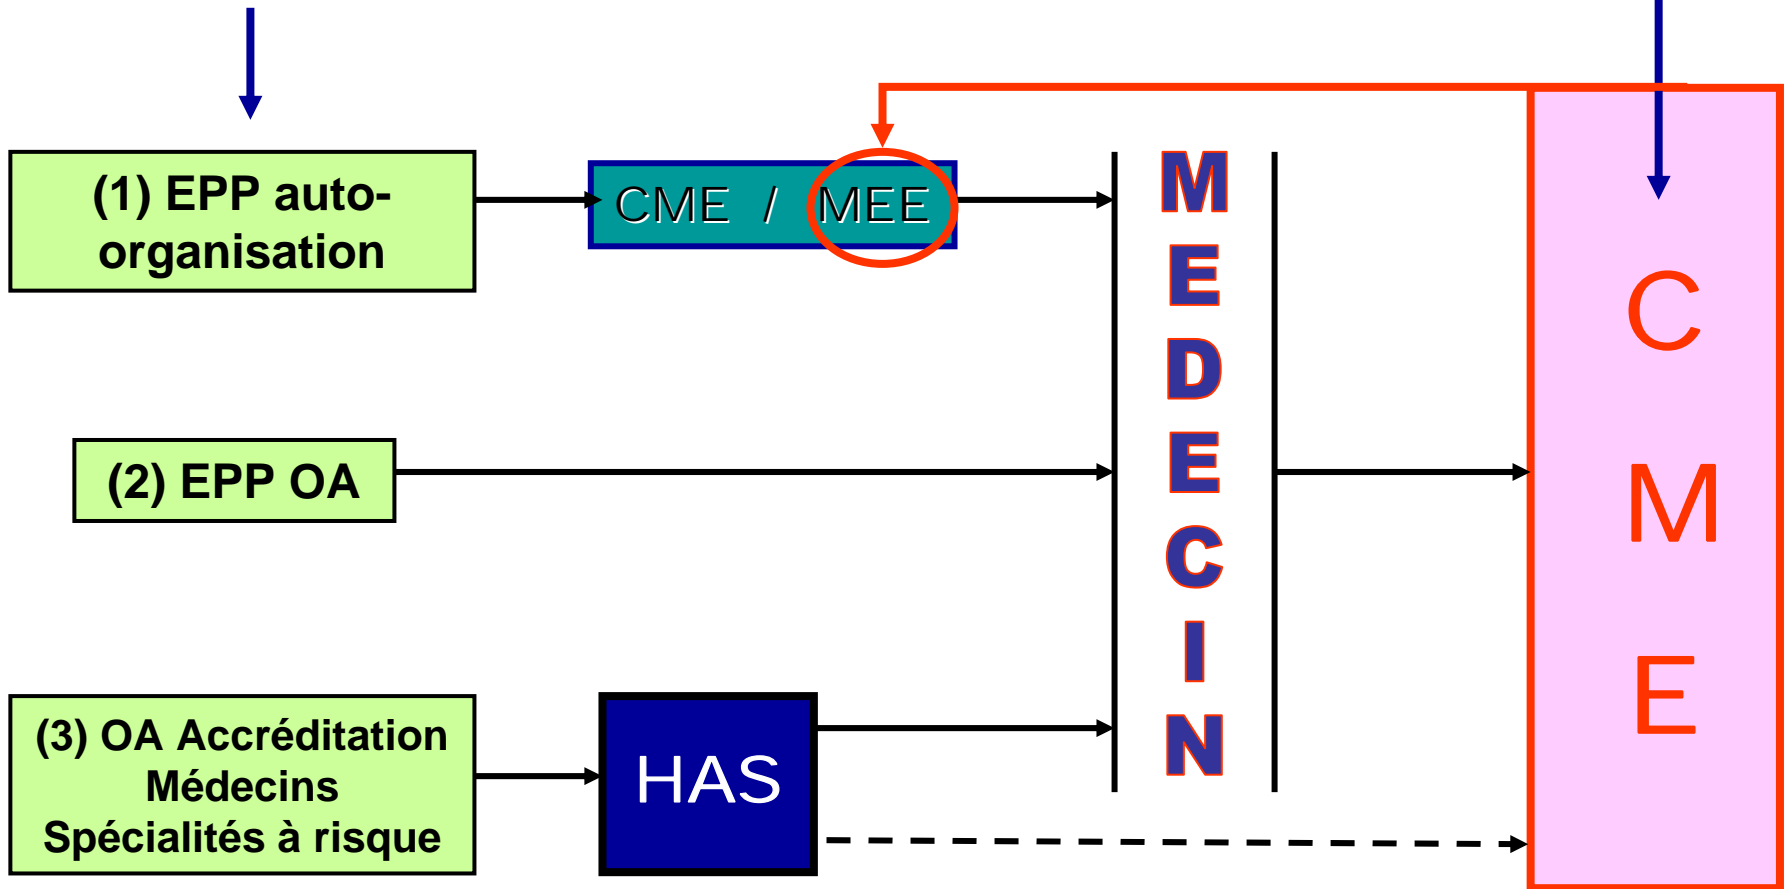 (1) EPP auto-
organisation
CME / MEE
(2) EPP OA
(3) OA Accréditation
Médecins
Spécialités à risque
HAS
M
E
D
E
C
I
N
C
M
E